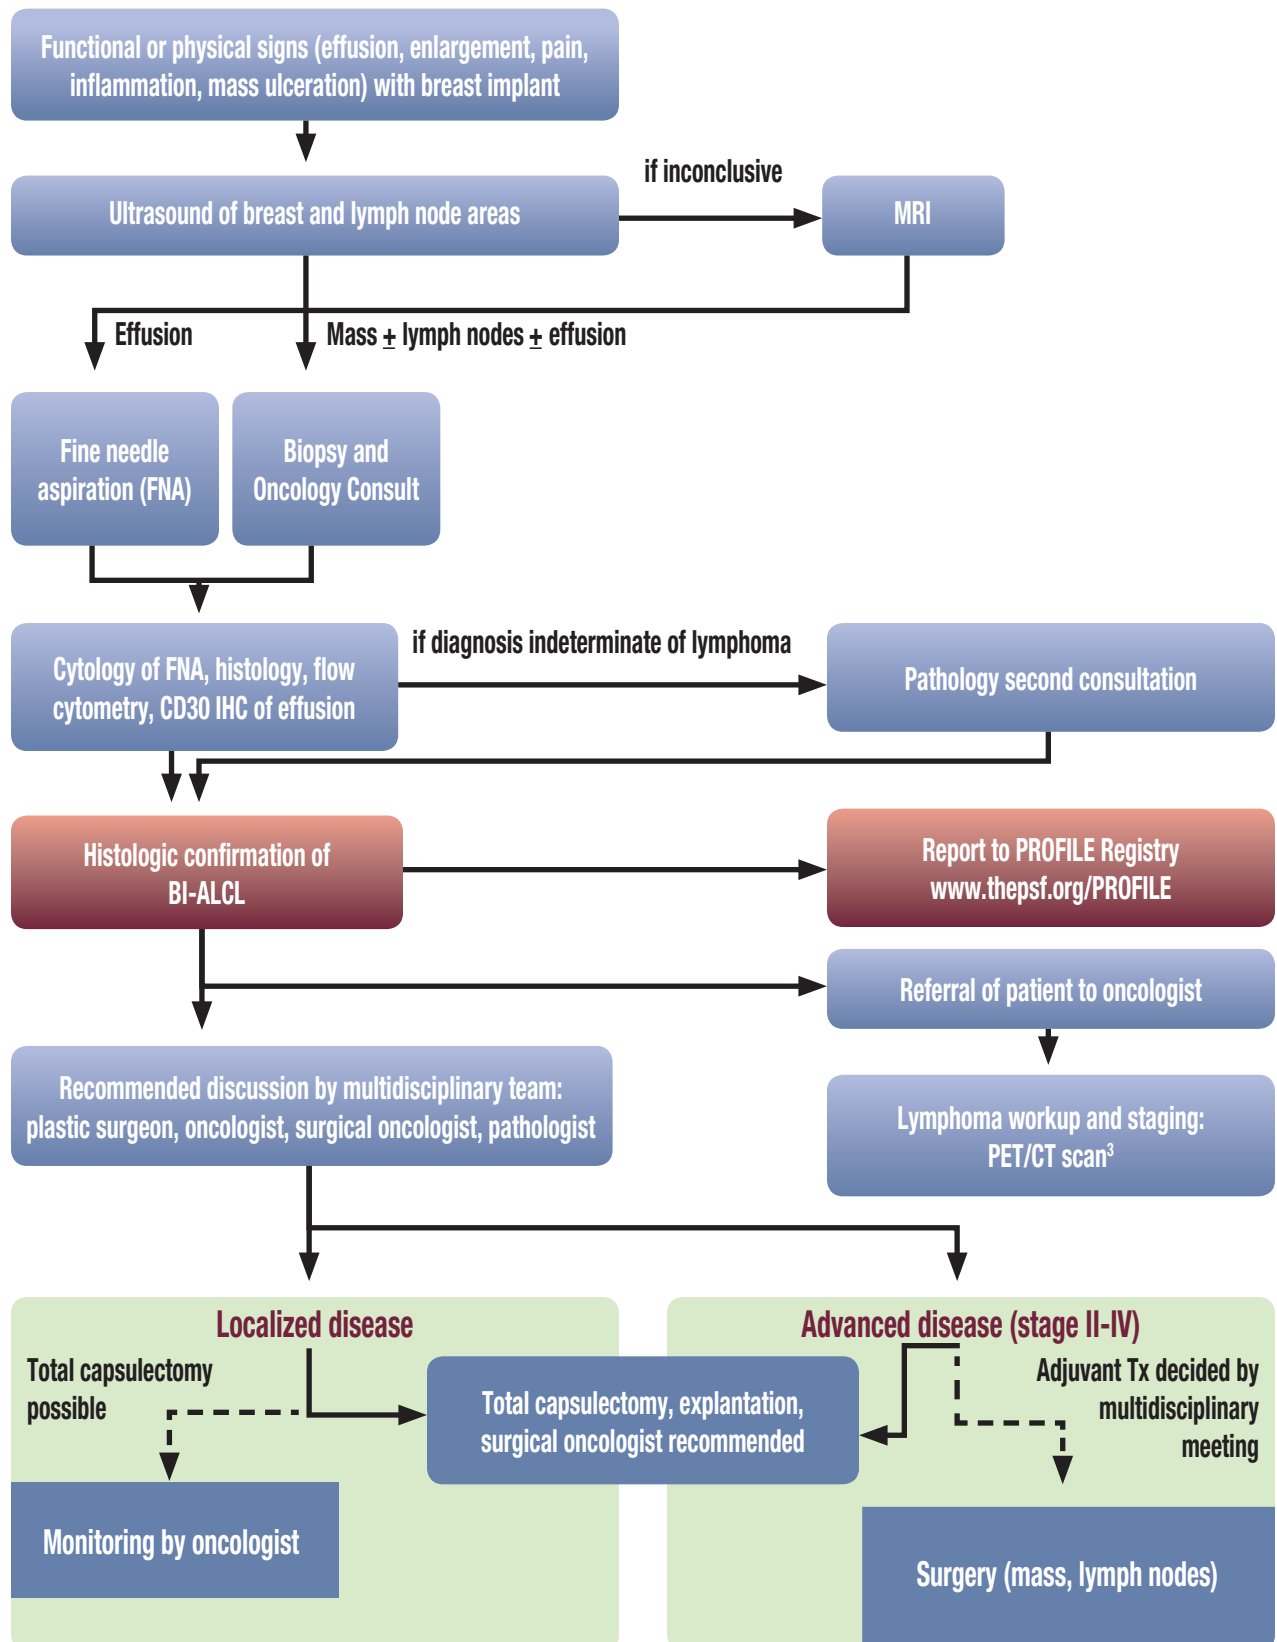 Functional or physical signs (effusion, enlargement, pain,
inflammation, mass ulceration) with breast implant
if inconclusive
Ultrasound of breast and lymph node areas
MRI
Effusion
Mass ± lymph nodes ± effusion
Fine needle
aspiration (FNA)
Biopsy and
Oncology Consult
if diagnosis indeterminate of lymphoma
Cytology of FNA, histology, flow
cytometry, CD30 IHC of effusion
Pathology second consultation
Histologic confirmation of
BI-ALCL
Report to PROFILE Registry
www.thepsf.org/PROFILE
Referral of patient to oncologist
Recommended discussion by multidisciplinary team:
plastic surgeon, oncologist, surgical oncologist, pathologist
Lymphoma workup and staging:
PET/CT scan³
Localized disease
Advanced disease (stage II-IV)
Total capsulectomy
possible
Total capsulectomy, explantation,
surgical oncologist recommended
Adjuvant Tx decided by
multidisciplinary
meeting
Monitoring by oncologist
Surgery (mass, lymph nodes)